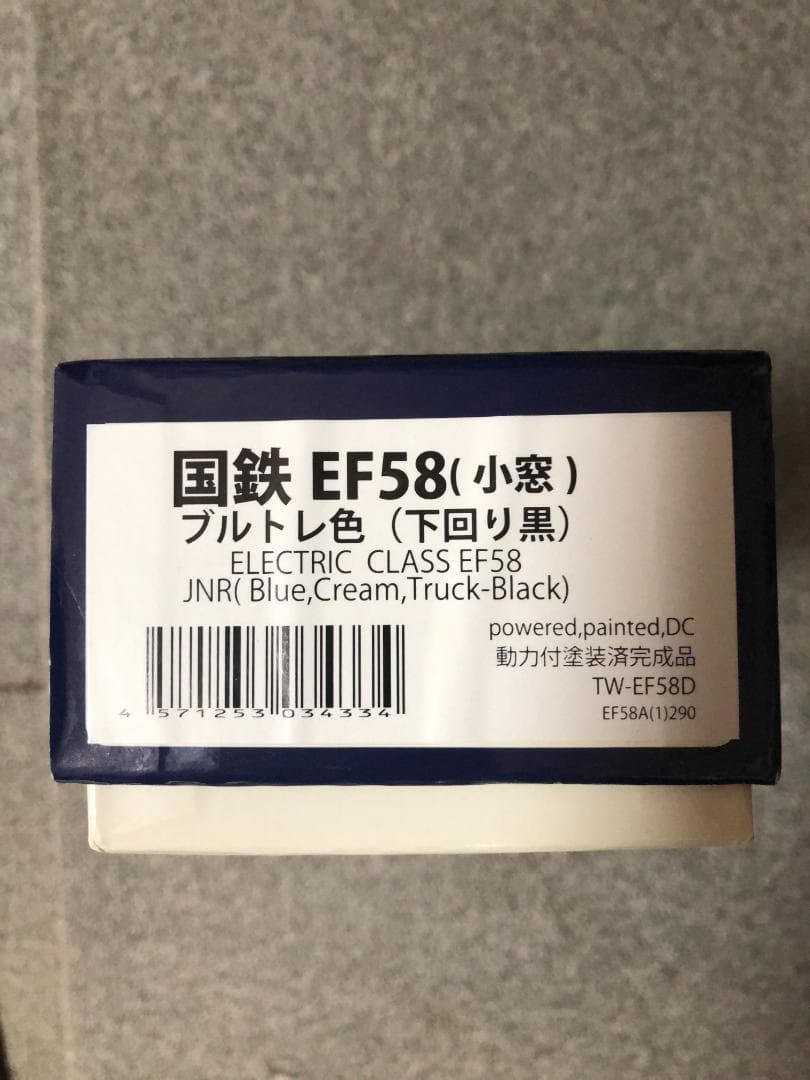 国鉄 EF58( 小窓 )
ブルトレ色（下回り黒）
ELECTRIC CLASS EF58
JNR( Blue,Cream,Truck-Black)
powered,painted,DC
動力付塗装済完成品
TW-EF58D
EF58A(1)290
4 571253 034334